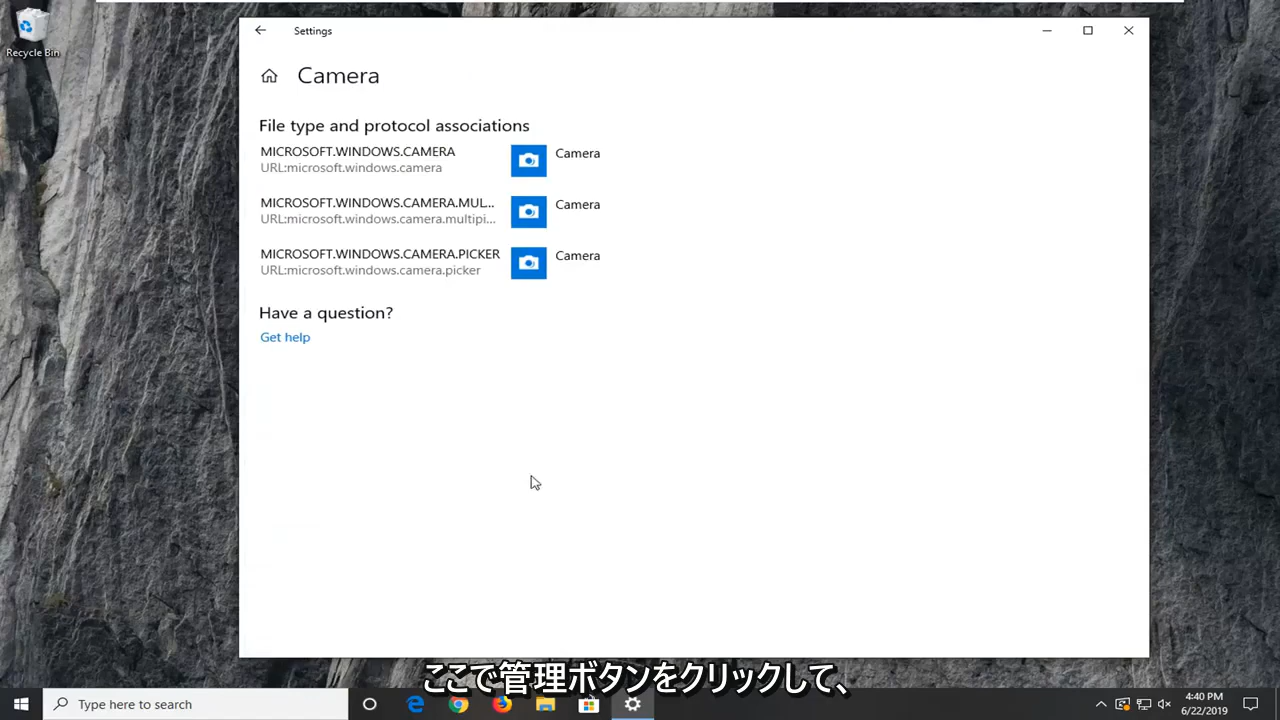 Recycle Bin
Settings
Camera
File type and protocol associations
MICROSOFT.WINDOWS.CAMERA
URL:microsoft.windows.camera
Camera
MICROSOFT.WINDOWS.CAMERA.MUL...
URL:microsoft.windows.camera.multipi...
Camera
MICROSOFT.WINDOWS.CAMERA.PICKER
URL:microsoft.windows.camera.picker
Camera
Have a question?
Get help
ここで管理ボタンをクリックして、
Type here to search
4:40 PM
6/22/2019